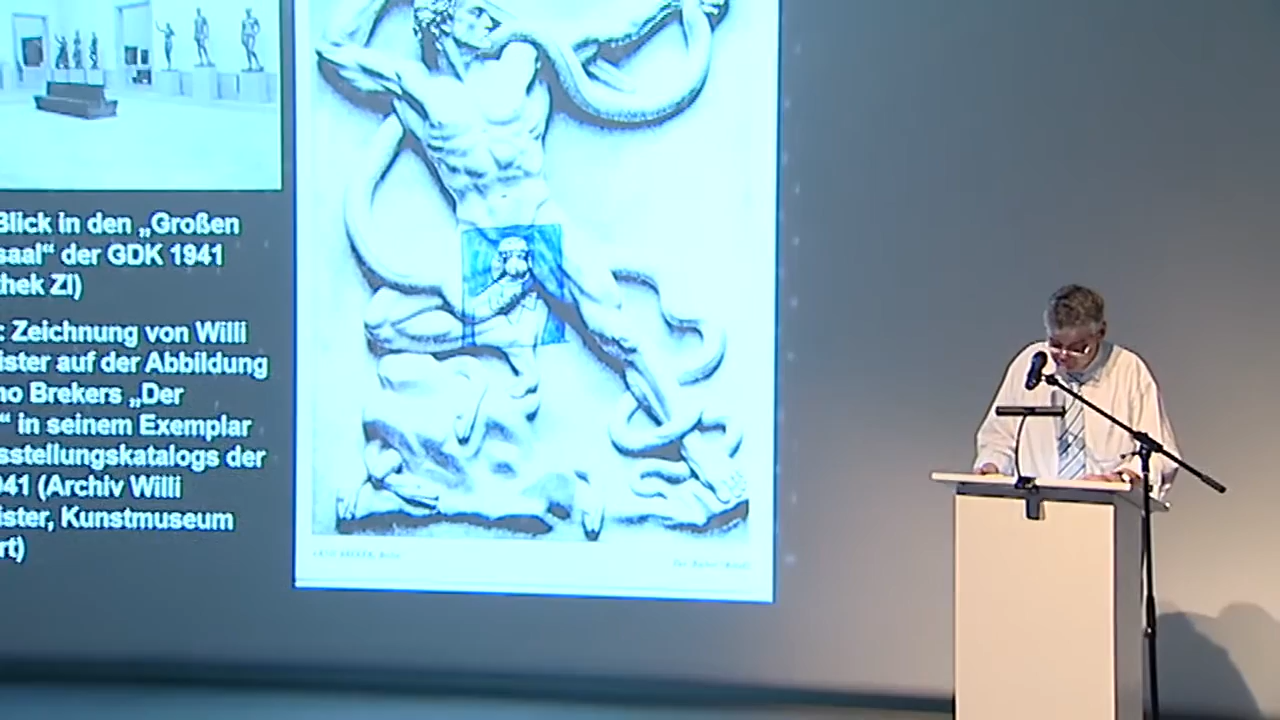 Blick in den „Großen
saal“ der GDK 1941
thek ZI)
: Zeichnung von Willi
ister auf der Abbildung
no Brekers „Der
“ in seinem Exemplar
sstellungskatalogs der
941 (Archiv Willi
ister, Kunstmuseum
rt)